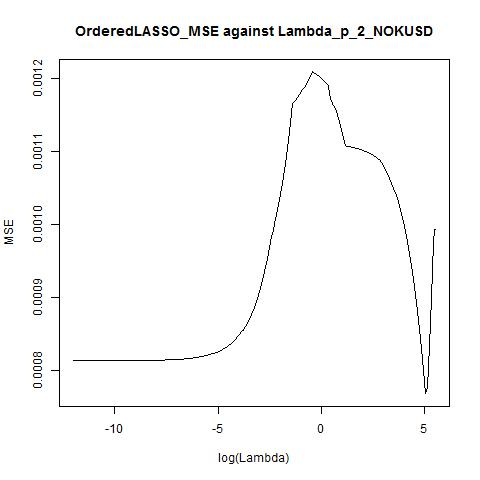 OrderedLASSO_MSE against Lambda_p_2_NOKUSD
MSE
0.0012
0.0011
0.0010
0.0009
0.0008
-10 -5 0 5
log(Lambda)